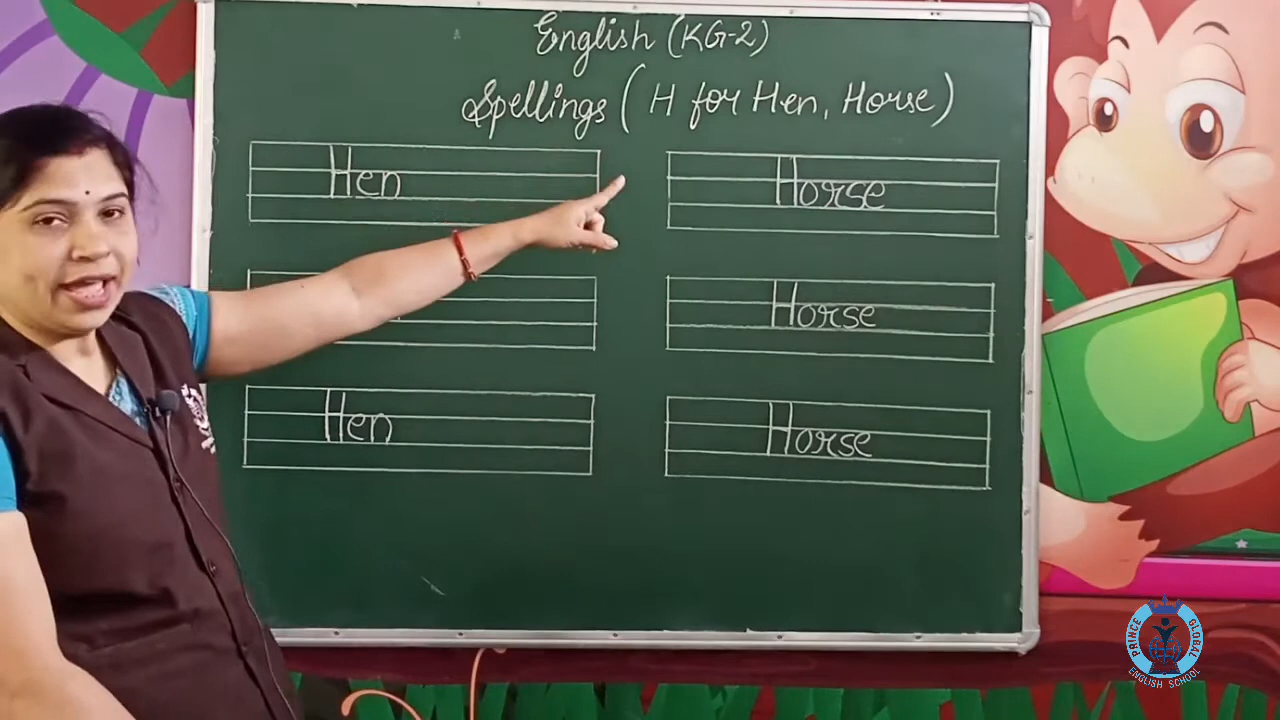 English (KG-2)
Spellings ( H for Hen, Horse )
Hen
Horse
Horse
Hen
Horse
PRINCE GLOBAL
ENGLISH SCHOOL